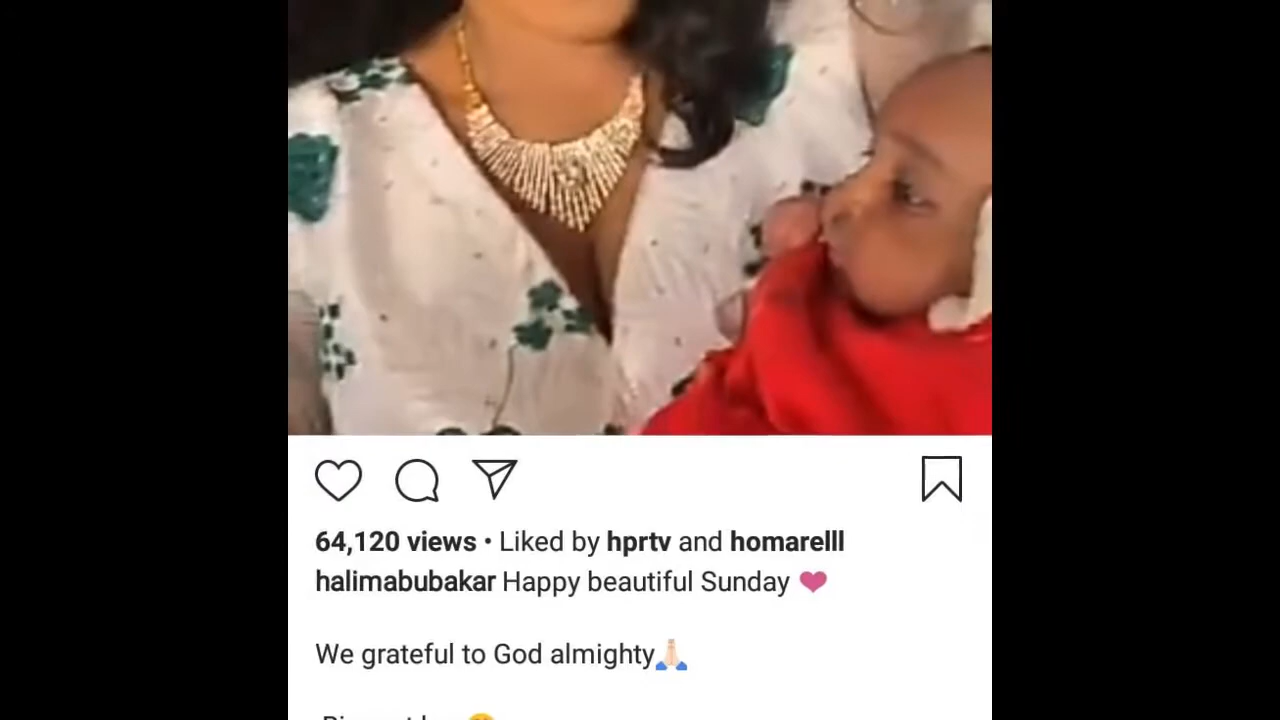 64,120 views • Liked by hprtv and homarelll
halimabubakar Happy beautiful Sunday 💗
We grateful to God almighty🙏🏻